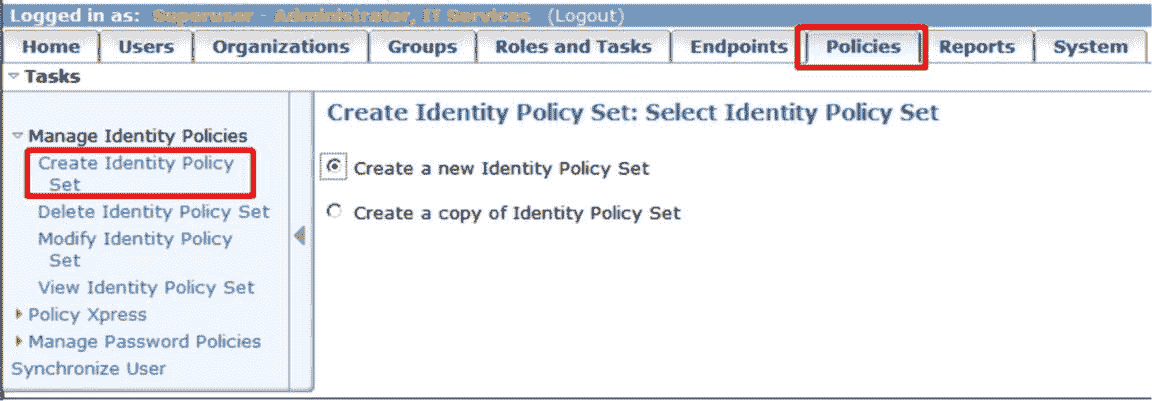 Logged in as: Superuser - Administrator, IT Services (Logout)
Home Users Organizations Groups Roles and Tasks Endpoints Policies Reports System
Tasks
Create Identity Policy Set: Select Identity Policy Set
Manage Identity Policies
Create Identity Policy
Set
Delete Identity Policy Set
Modify Identity Policy
Set
View Identity Policy Set
Policy Xpress
Manage Password Policies
Synchronize User
Create a new Identity Policy Set
Create a copy of Identity Policy Set